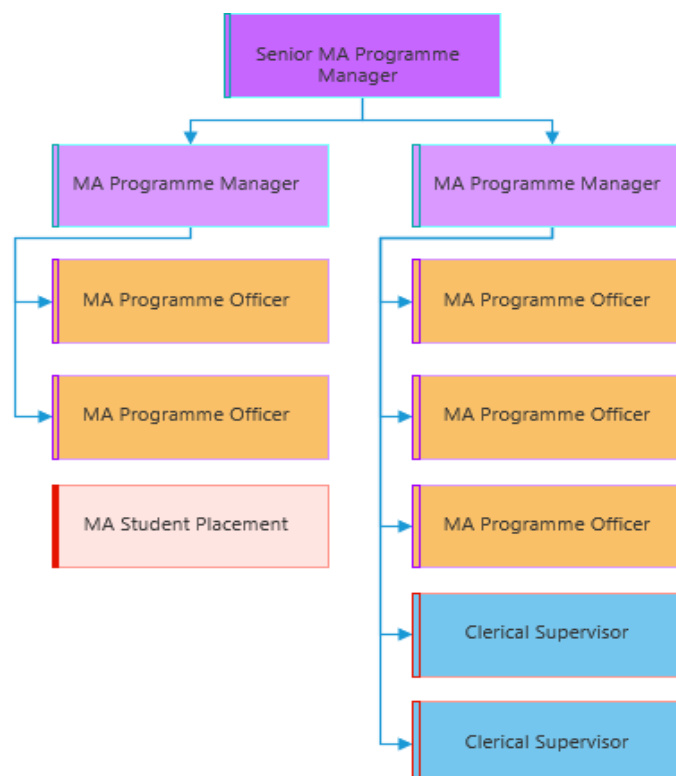 Senior MA Programme
Manager
MA Programme Manager
MA Programme Manager
MA Programme Officer
MA Programme Officer
MA Programme Officer
MA Programme Officer
MA Student Placement
MA Programme Officer
Clerical Supervisor
Clerical Supervisor